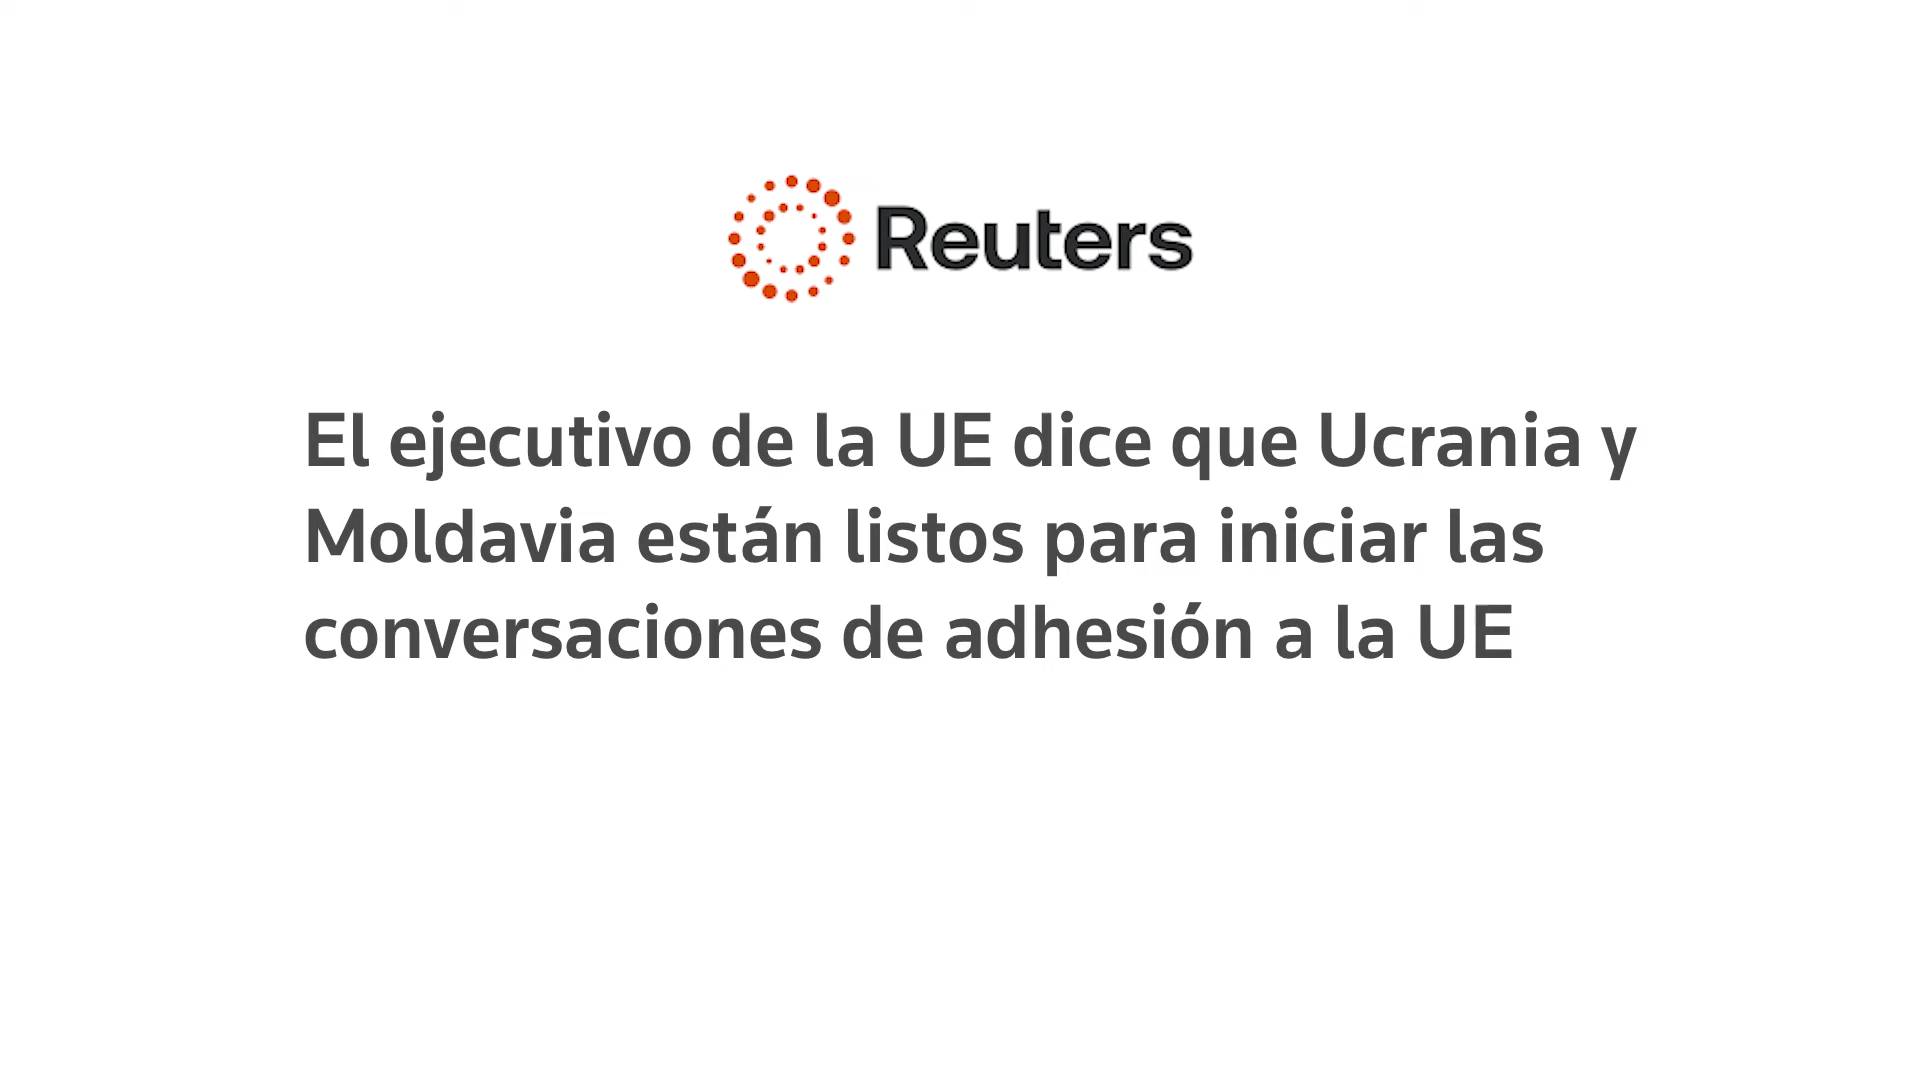 Reuters
El ejecutivo de la UE dice que Ucrania y
Moldavia están listos para iniciar las
conversaciones de adhesión a la UE